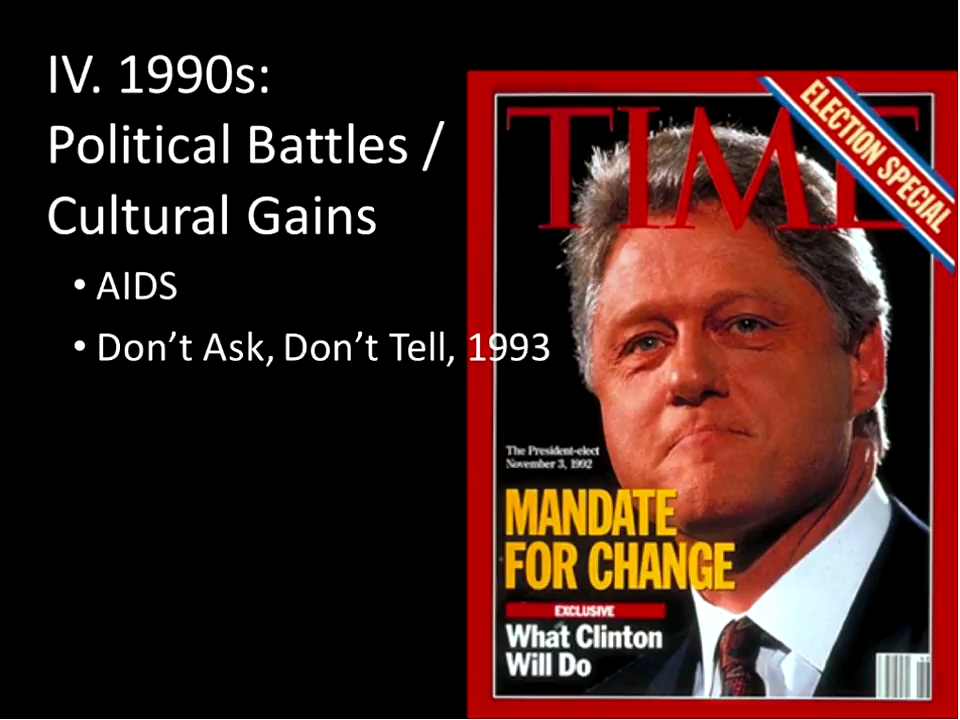 IV. 1990s:
Political Battles /
Cultural Gains
• AIDS
• Don’t Ask, Don’t Tell, 1993
TIME
ELECTION SPECIAL
The President-elect
November 3, 1992
MANDATE
FOR CHANGE
EXCLUSIVE
What Clinton
Will Do